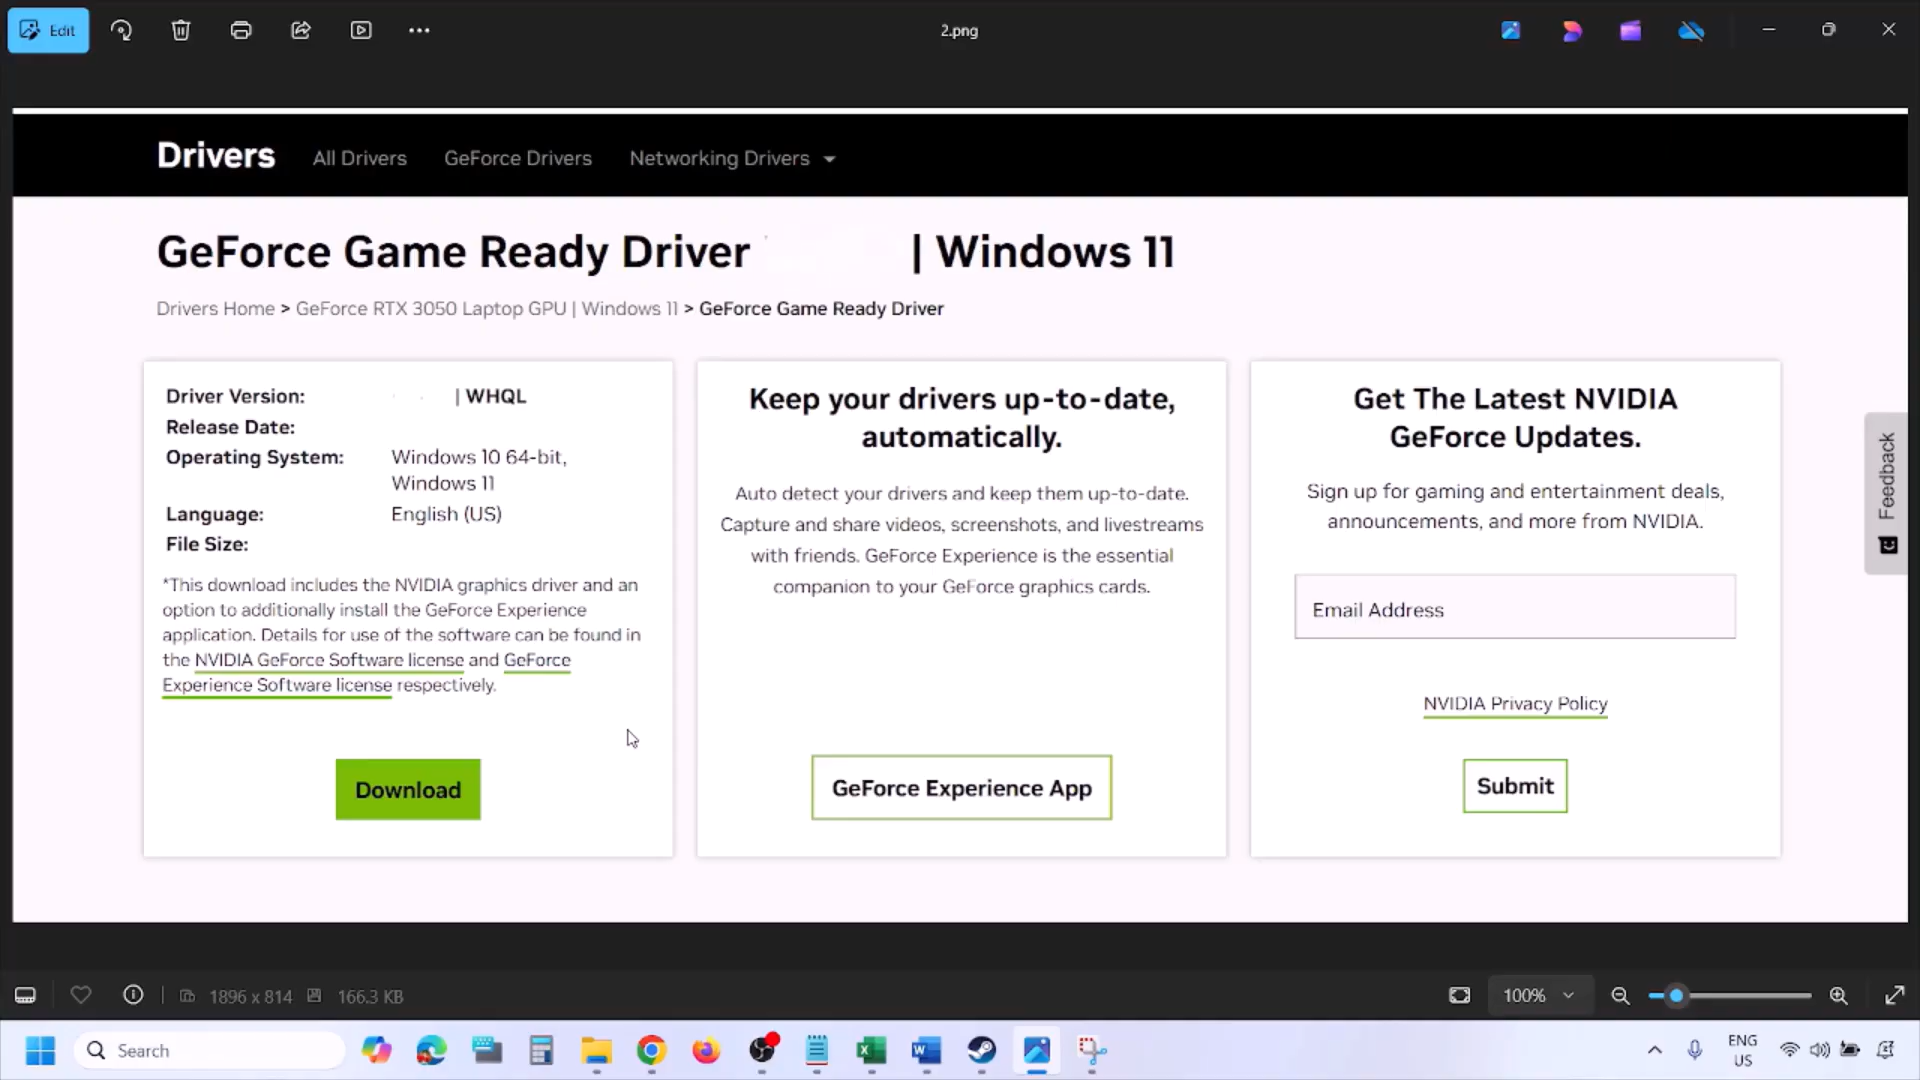 Edit
2.png
Drivers
All Drivers
GeForce Drivers
Networking Drivers
GeForce Game Ready Driver | Windows 11
Drivers Home > GeForce RTX 3050 Laptop GPU | Windows 11 > GeForce Game Ready Driver
Driver Version: | WHQL
Release Date:
Operating System: Windows 10 64-bit,
Windows 11
Language: English (US)
File Size:
*This download includes the NVIDIA graphics driver and an
option to additionally install the GeForce Experience
application. Details for use of the software can be found in
the NVIDIA GeForce Software license and GeForce
Experience Software license respectively.
Download
Keep your drivers up-to-date,
automatically.
Auto detect your drivers and keep them up-to-date.
Capture and share videos, screenshots, and livestreams
with friends. GeForce Experience is the essential
companion to your GeForce graphics cards.
GeForce Experience App
Get The Latest NVIDIA
GeForce Updates.
Sign up for gaming and entertainment deals,
announcements, and more from NVIDIA.
Email Address
NVIDIA Privacy Policy
Submit
Feedback
1896 x 814
166.3 KB
100%
Search
ENG
US